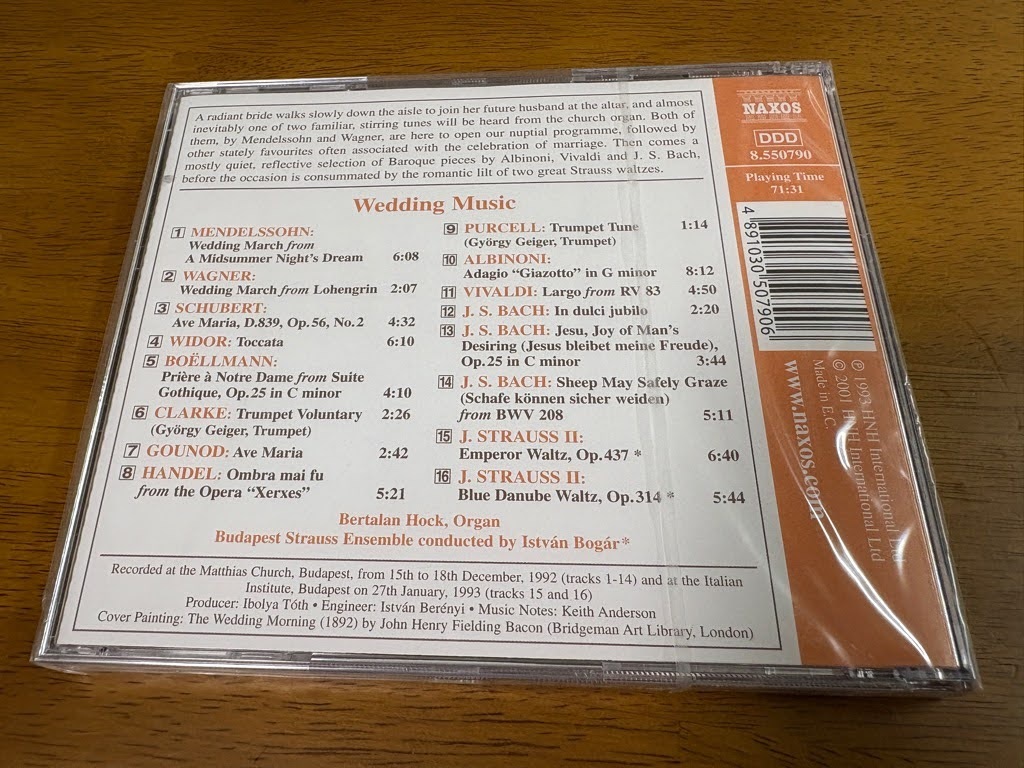 A radiant bride walks slowly down the aisle to join her future husband at the altar, and almost
inevitably one of two familiar, stirring tunes will be heard from the church organ. Both of
them, by Mendelssohn and Wagner, are here to open our nuptial programme, followed by
other stately favourites often associated with the celebration of marriage. Then comes a
mostly quiet, reflective selection of Baroque pieces by Albinoni, Vivaldi and J. S. Bach,
before the occasion is consummated by the romantic lilt of two great Strauss waltzes.
Wedding Music
1 MENDELSSOHN:
Wedding March from
A Midsummer Night's Dream 6:08
2 WAGNER:
Wedding March from Lohengrin 2:07
3 SCHUBERT:
Ave Maria, D.839, Op.56, No.2 4:32
4 WIDOR: Toccata 6:10
5 BOËLLMANN:
Prière à Notre Dame from Suite
Gothique, Op.25 in C minor 4:10
6 CLARKE: Trumpet Voluntary 2:26
(György Geiger, Trumpet)
7 GOUNOD: Ave Maria 2:42
8 HANDEL: Ombra mai fu
from the Opera "Xerxes" 5:21
9 PURCELL: Trumpet Tune 1:14
(György Geiger, Trumpet)
10 ALBINONI:
Adagio "Giazotto" in G minor 8:12
11 VIVALDI: Largo from RV 83 4:50
12 J. S. BACH: In dulci jubilo 2:20
13 J. S. BACH: Jesu, Joy of Man's
Desiring (Jesus bleibet meine Freude),
Op.25 in C minor 3:44
14 J. S. BACH: Sheep May Safely Graze
(Schafe können sicher weiden)
from BWV 208 5:11
15 J. STRAUSS II:
Emperor Waltz, Op.437 * 6:40
16 J. STRAUSS II:
Blue Danube Waltz, Op.314 * 5:44
Bertalan Hock, Organ
Budapest Strauss Ensemble conducted by István Bogár*
Recorded at the Matthias Church, Budapest, from 15th to 18th December, 1992 (tracks 1-14) and at the Italian
Institute, Budapest on 27th January, 1993 (tracks 15 and 16)
Producer: Ibolya Tóth • Engineer: István Berényi • Music Notes: Keith Anderson
Cover Painting: The Wedding Morning (1892) by John Henry Fielding Bacon (Bridgeman Art Library, London)
NAXOS
DDD
8.550790
Playing Time
71:31
4 891030 507906
℗ 1993 HNH International Ltd
© 2001 HNH International Ltd
Made in E.C.
www.naxos.com